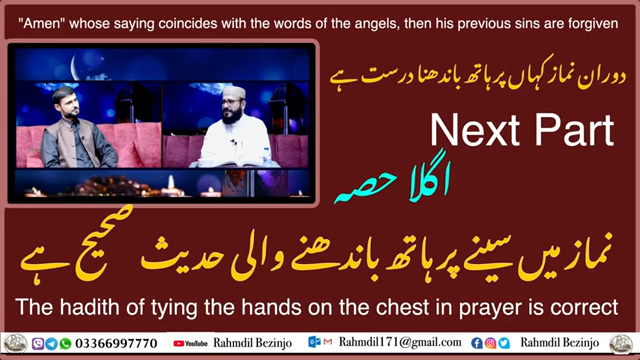 "Amen" whose saying coincides with the words of the angels, then his previous sins are forgiven
دوران نماز کہاں پر ہاتھ باندھنا درست ہے
Next Part
اگلا حصہ
نماز میں سینے پر ہاتھ باندھنے والی حدیث صحیح ہے
The hadith of tying the hands on the chest in prayer is correct
03366997770 YouTube Rahmdil Bezinjo Rahmdil171@gmail.com Rahmdil Bezinjo